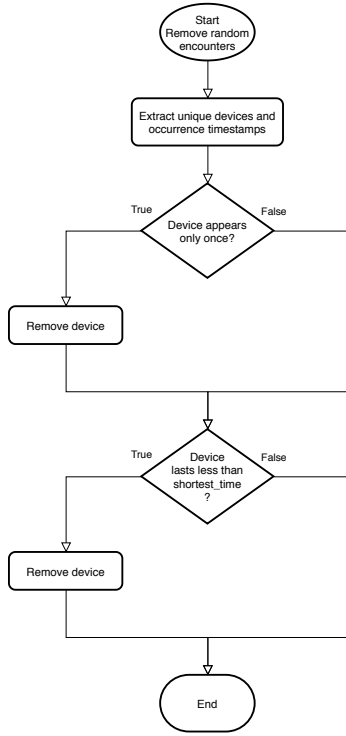 Start
Remove random
encounters
Extract unique devices and
occurrence timestamps
True
False
Device appears
only once?
Remove device
True
False
Device
lasts less than
shortest_time
?
Remove device
End